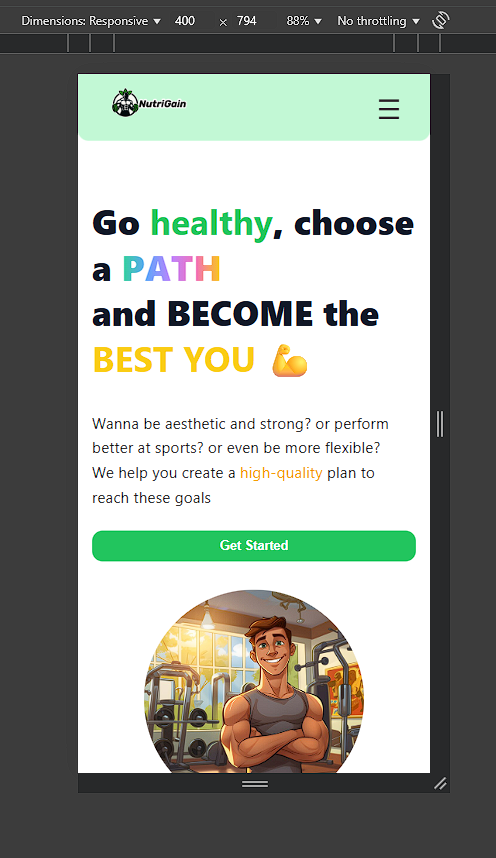 Dimensions: Responsive ▼ 400 × 794 88% ▼ No throttling ▼
NutriGain
Go healthy, choose
a PATH
and BECOME the
BEST YOU 💪
Wanna be aesthetic and strong? or perform
better at sports? or even be more flexible?
We help you create a high-quality plan to
reach these goals
Get Started